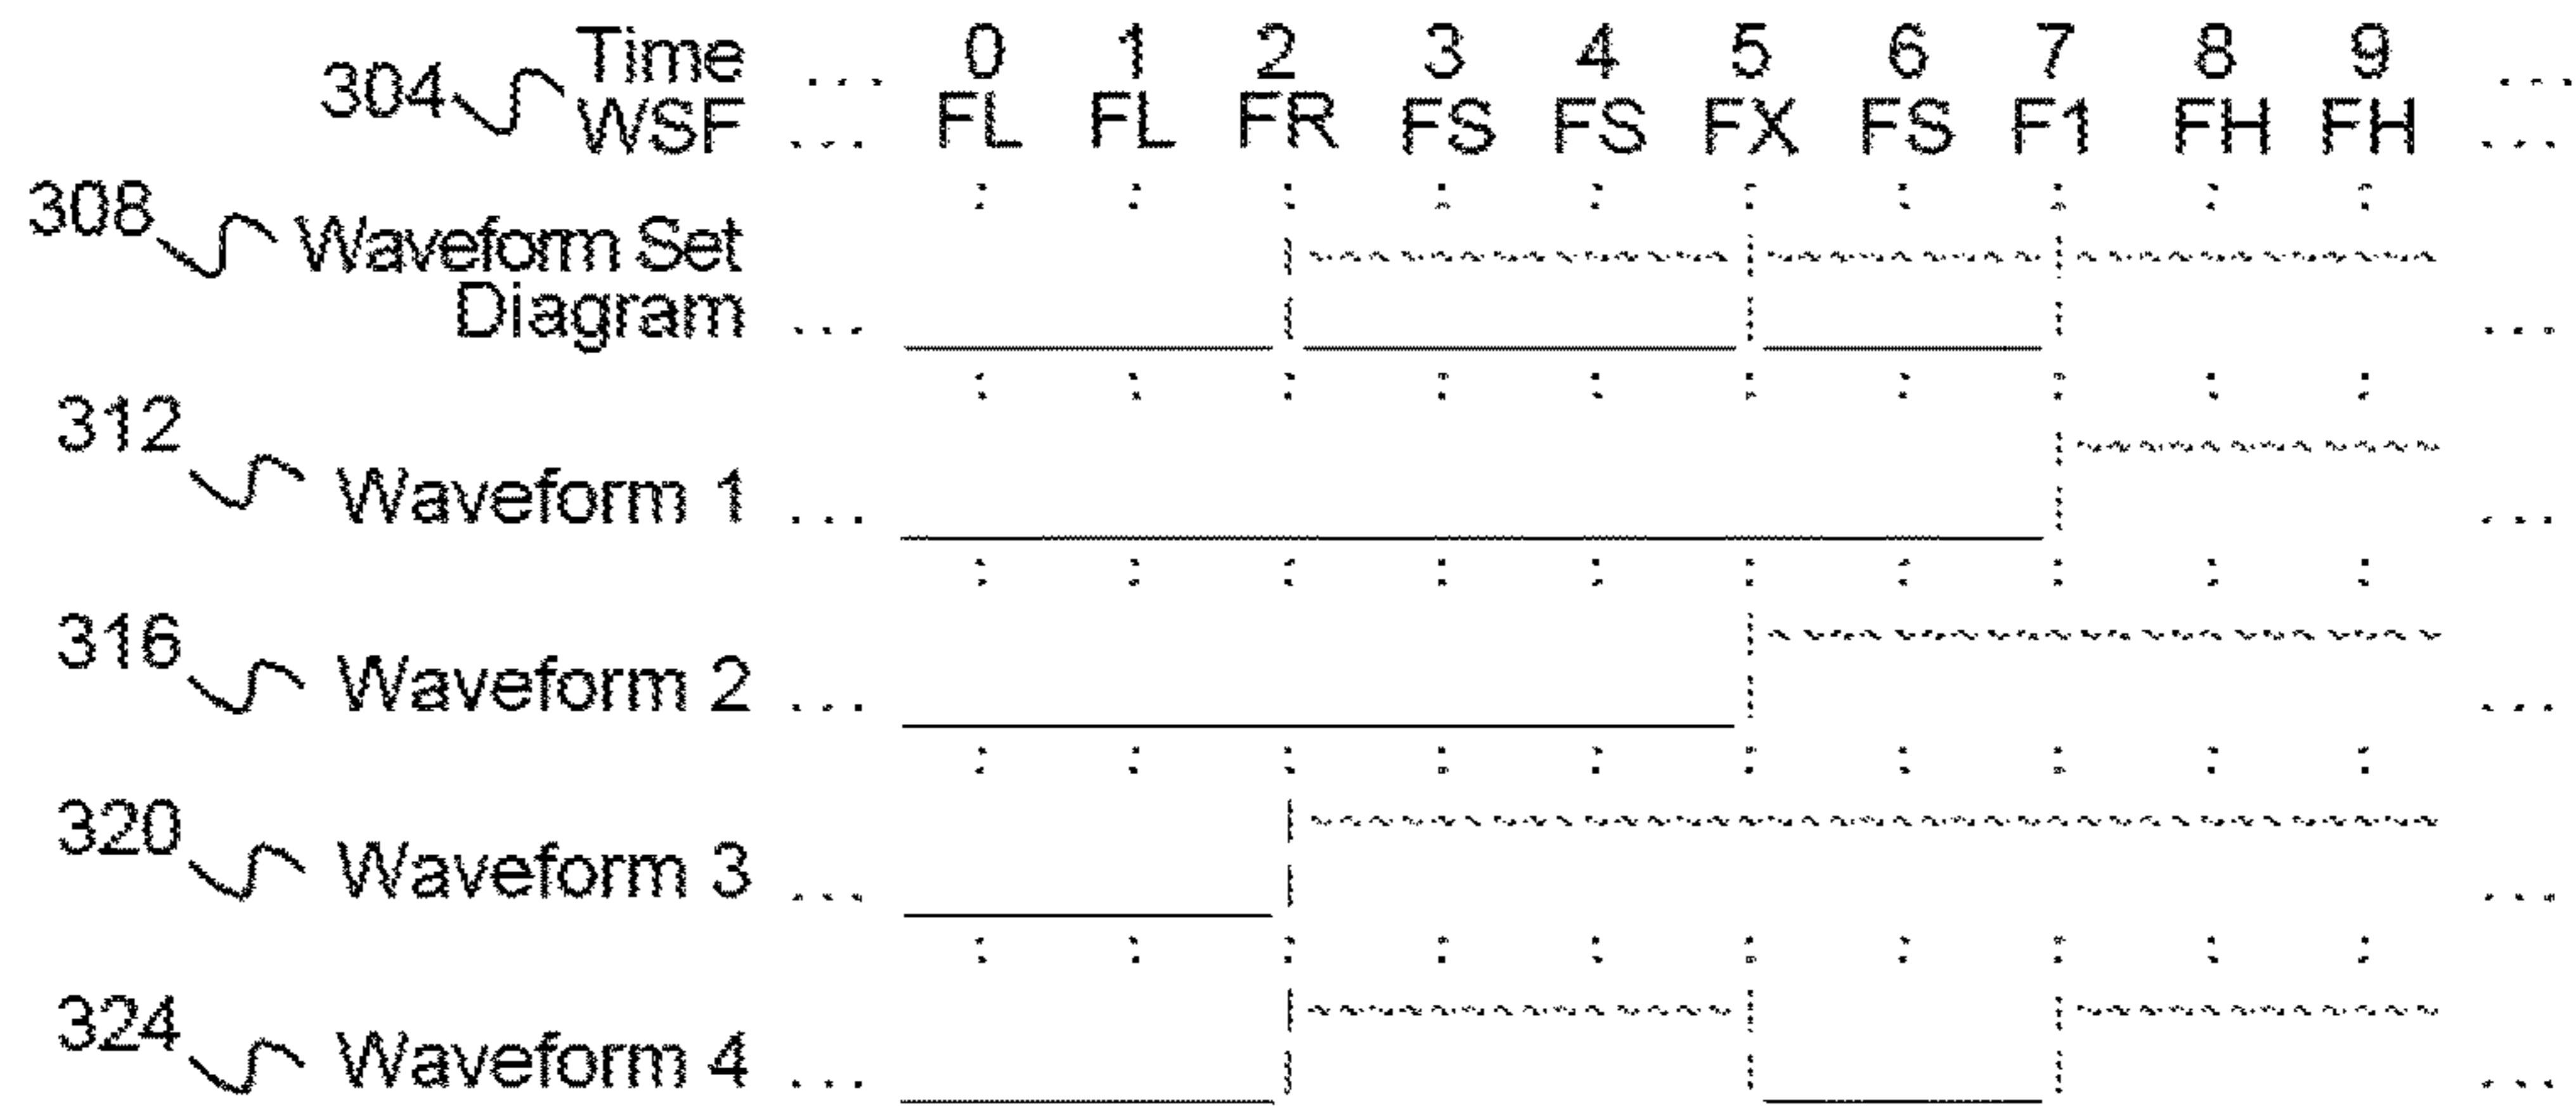 Time ... 0 1 2 3 4 5 6 7 8 9 ...
304 WSF ... FL FL FR FS FS FX FS F1 FH FH ...
308 Waveform Set
Diagram ... ...
312
Waveform 1 ... ...
316
Waveform 2 ... ...
320
Waveform 3 ... ...
324
Waveform 4 ... ...